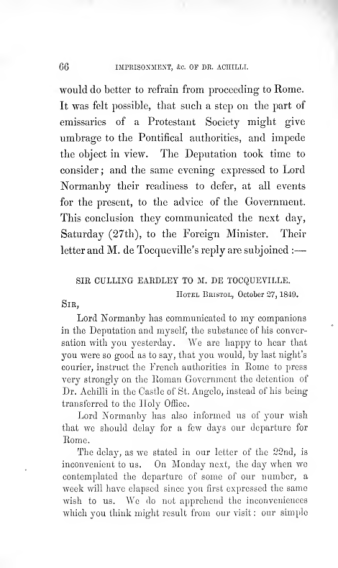 66 IMPRISONMENT, &c. OF DR. ACHILLI.
would do better to refrain from proceeding to Rome.
It was felt possible, that such a step on the part of
emissaries of a Protestant Society might give
umbrage to the Pontifical authorities, and impede
the object in view. The Deputation took time to
consider; and the same evening expressed to Lord
Normanby their readiness to defer, at all events
for the present, to the advice of the Government.
This conclusion they communicated the next day,
Saturday (27th), to the Foreign Minister. Their
letter and M. de Tocqueville's reply are subjoined :—
SIR CULLING EARDLEY TO M. DE TOCQUEVILLE.
HOTEL BRISTOL, October 27, 1849.
SIR,
Lord Normanby has communicated to my companions
in the Deputation and myself, the substance of his conver-
sation with you yesterday. We are happy to hear that
you were so good as to say, that you would, by last night's
courier, instruct the French authorities in Rome to press
very strongly on the Roman Government the detention of
Dr. Achilli in the Castle of St. Angelo, instead of his being
transferred to the Holy Office.
Lord Normanby has also informed us of your wish
that we should delay for a few days our departure for
Rome.
The delay, as we stated in our letter of the 22nd, is
inconvenient to us. On Monday next, the day when we
contemplated the departure of some of our number, a
week will have elapsed since you first expressed the same
wish to us. We do not apprehend the inconveniences
which you think might result from our visit: our simple